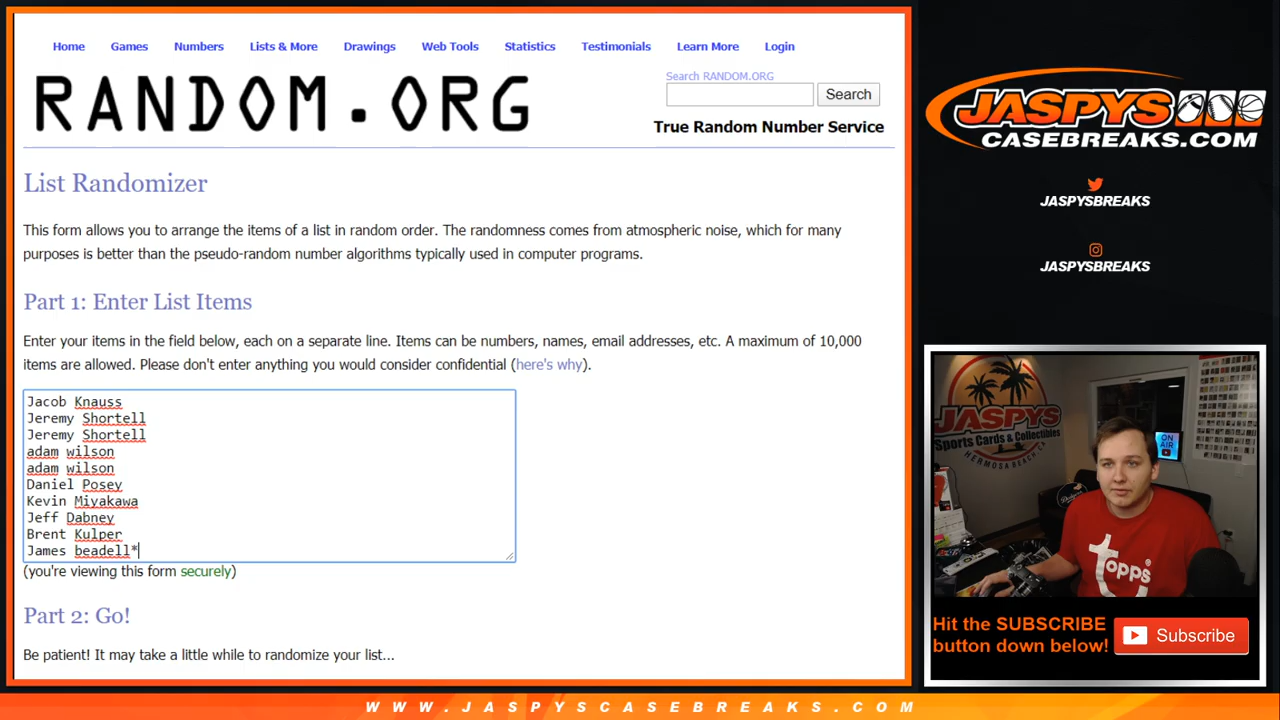 Home Games Numbers Lists & More Drawings Web Tools Statistics Testimonials Learn More Login
RANDOM.ORG
Search RANDOM.ORG
Search
True Random Number Service
List Randomizer
This form allows you to arrange the items of a list in random order. The randomness comes from atmospheric noise, which for many
purposes is better than the pseudo-random number algorithms typically used in computer programs.
Part 1: Enter List Items
Enter your items in the field below, each on a separate line. Items can be numbers, names, email addresses, etc. A maximum of 10,000
items are allowed. Please don't enter anything you would consider confidential (here's why).
Jacob Knauss
Jeremy Shortell
Jeremy Shortell
adam wilson
adam wilson
Daniel Posey
Kevin Miyakawa
Jeff Dabney
Brent Kulper
James beadell*
(you're viewing this form securely)
Part 2: Go!
Be patient! It may take a little while to randomize your list...
JASPYS
CASEBREAKS.COM
JASPYSBREAKS
JASPYSBREAKS
JASPYS
Sports Cards & Collectibles
HERMOSA BEACH, CA
ON
AIR
Dodgers
topps
Hit the SUBSCRIBE
button down below!
Subscribe
WWW.JASPYSCASEBREAKS.COM